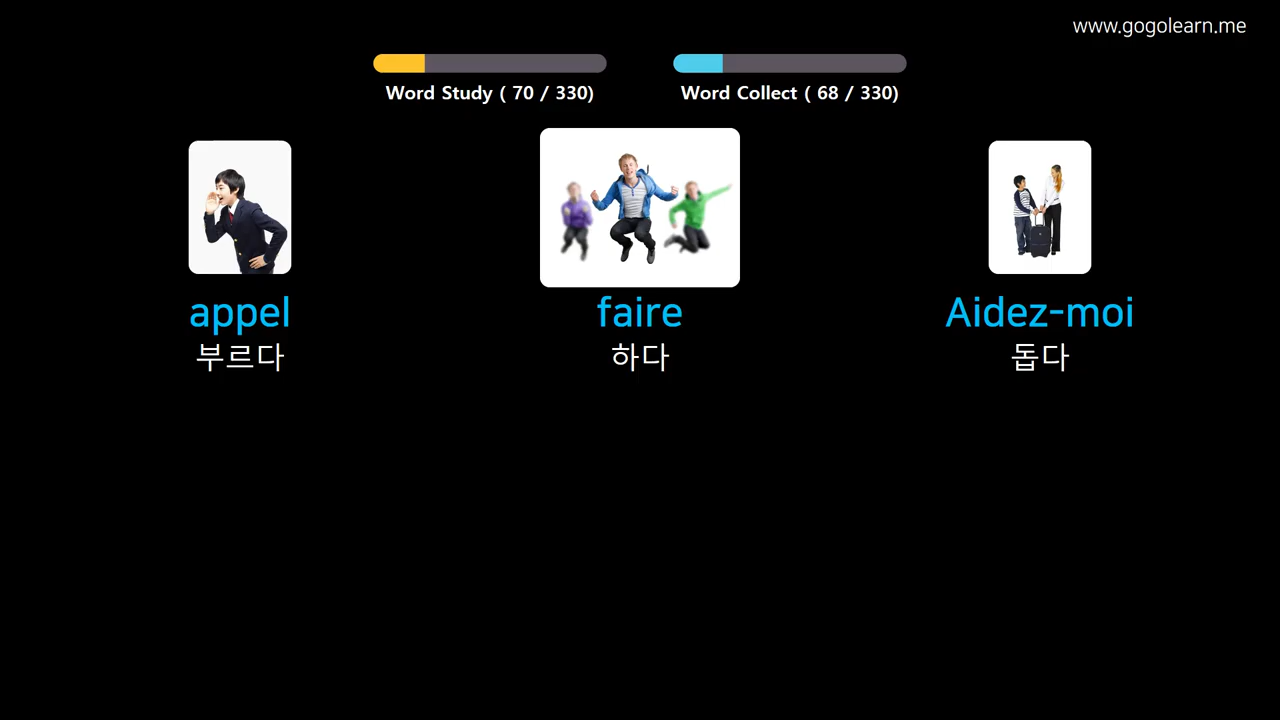 www.gogolearn.me
Word Study ( 70 / 330)
Word Collect ( 68 / 330)
appel
faire
Aidez-moi
부르다
하다
돕다